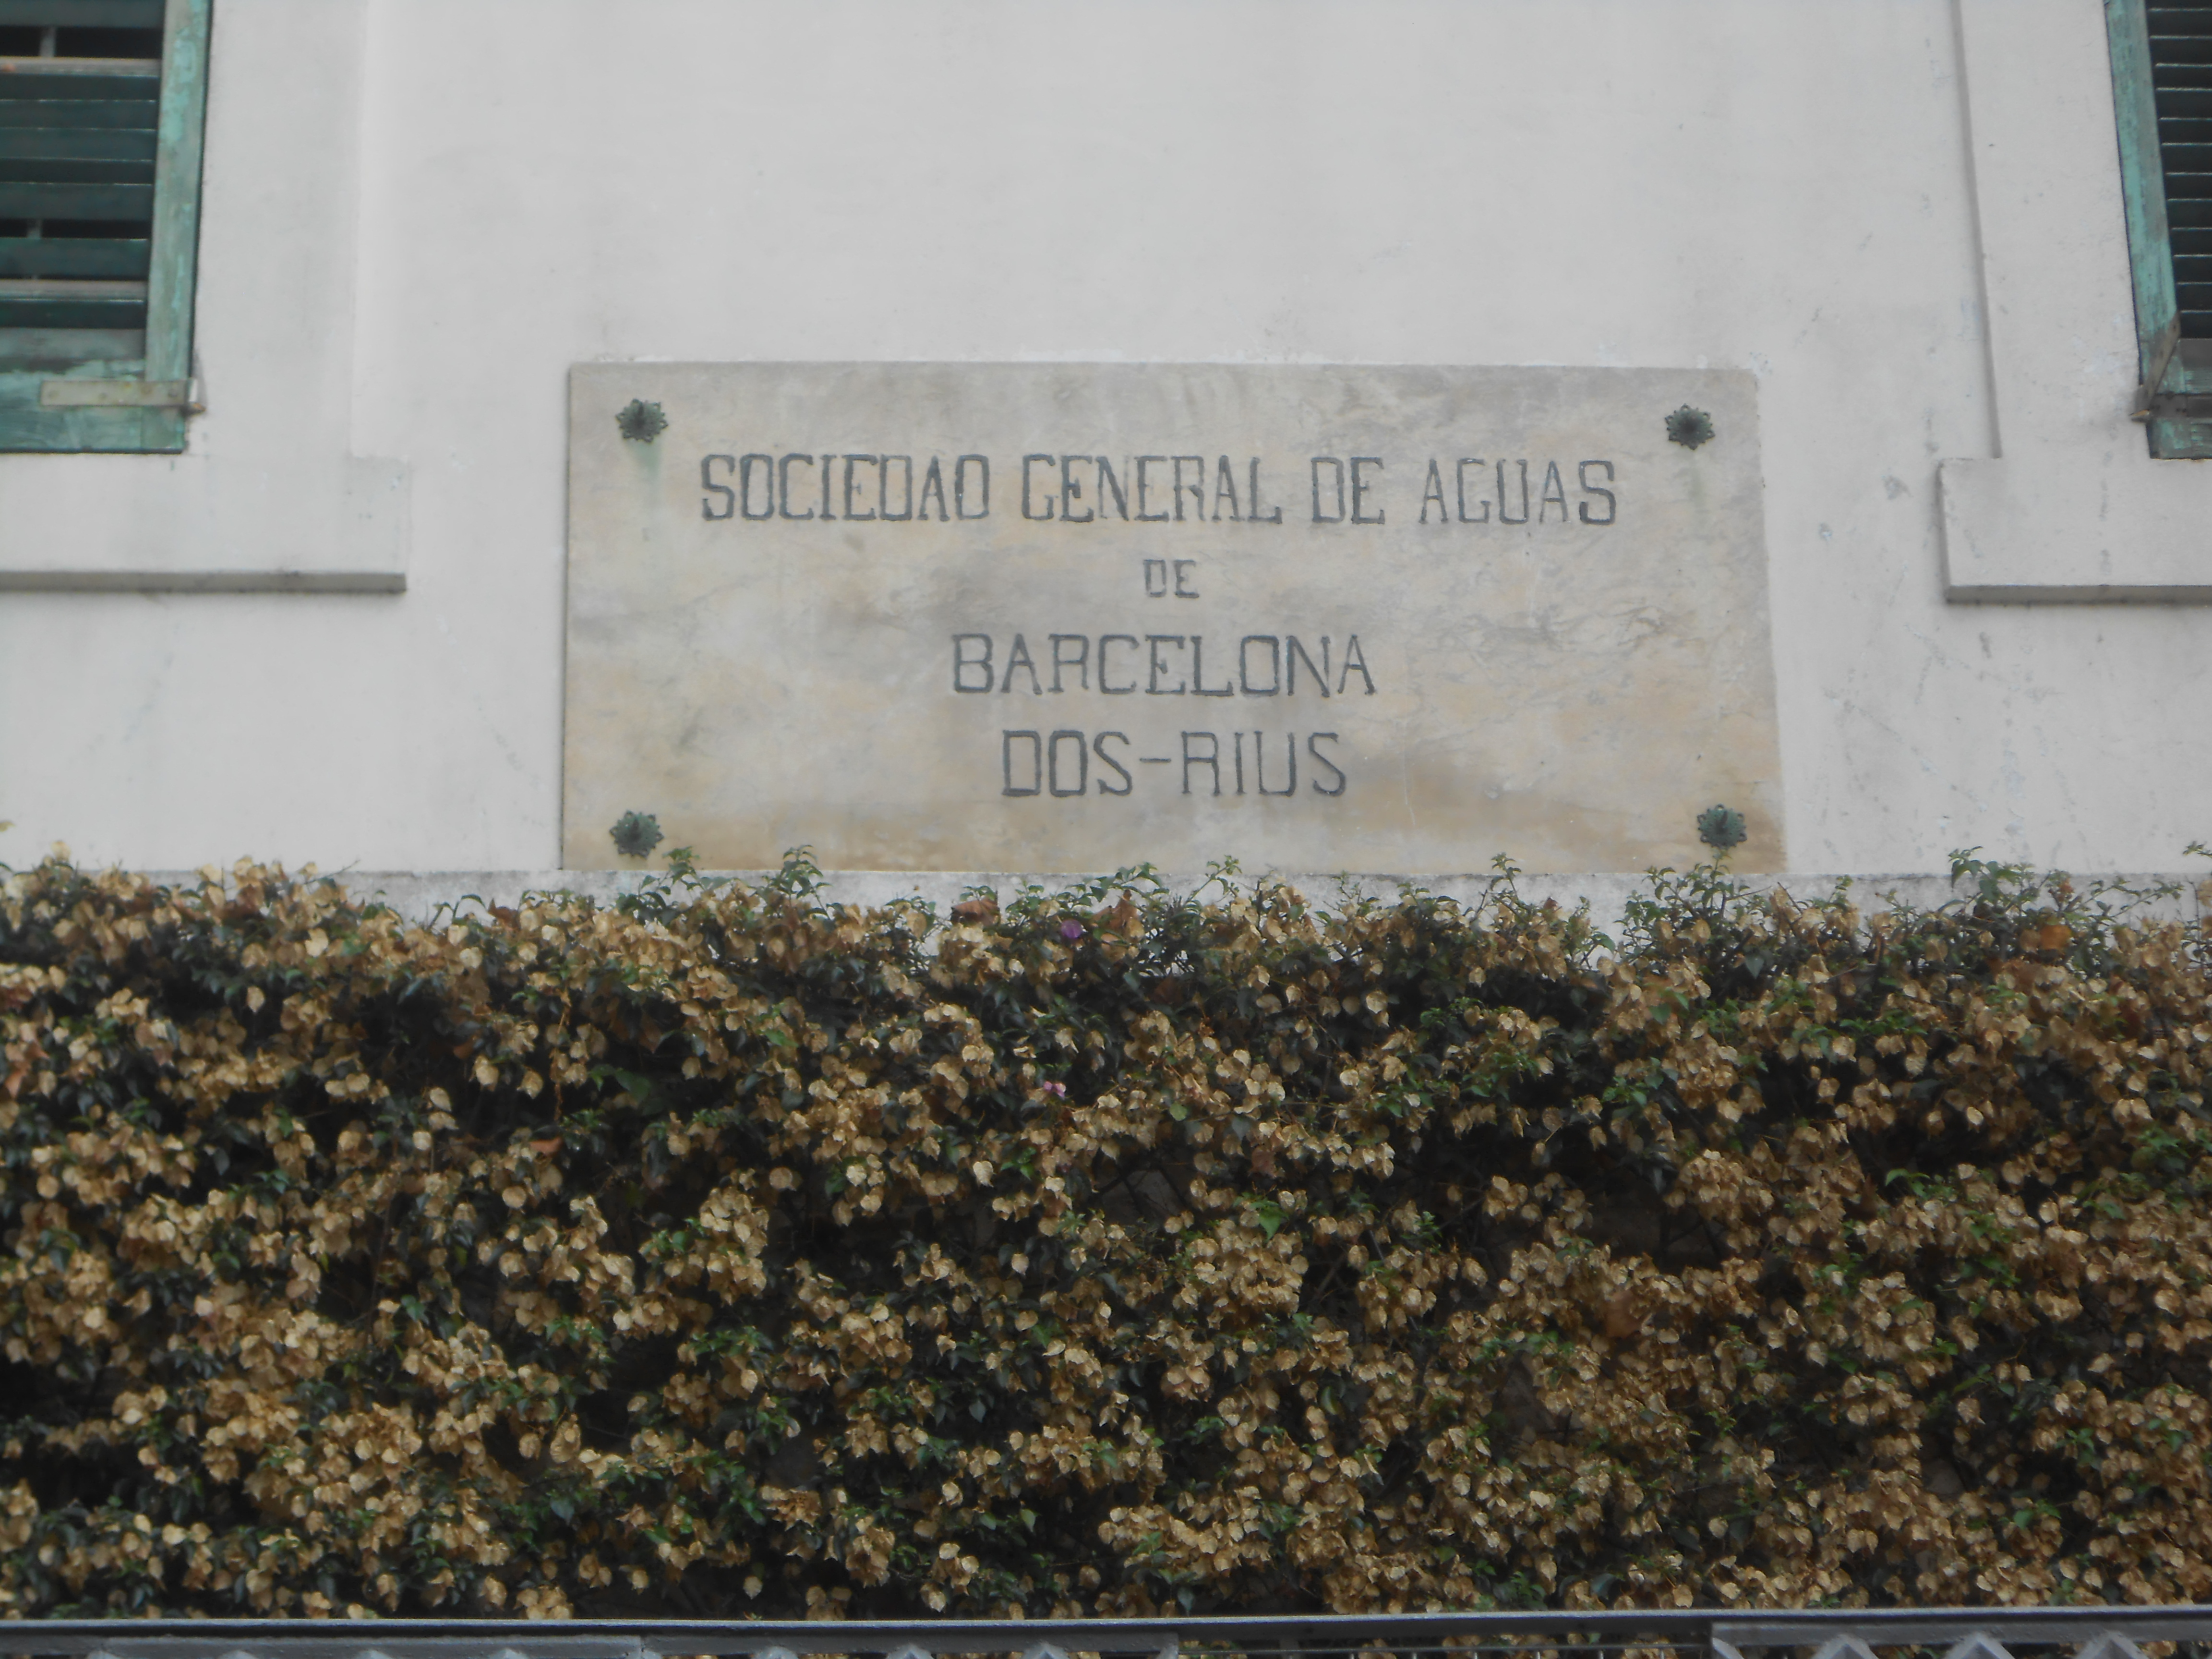 SOCIEDAD GENERAL DE AGUAS
DE
BARCELONA
DOS-RIUS